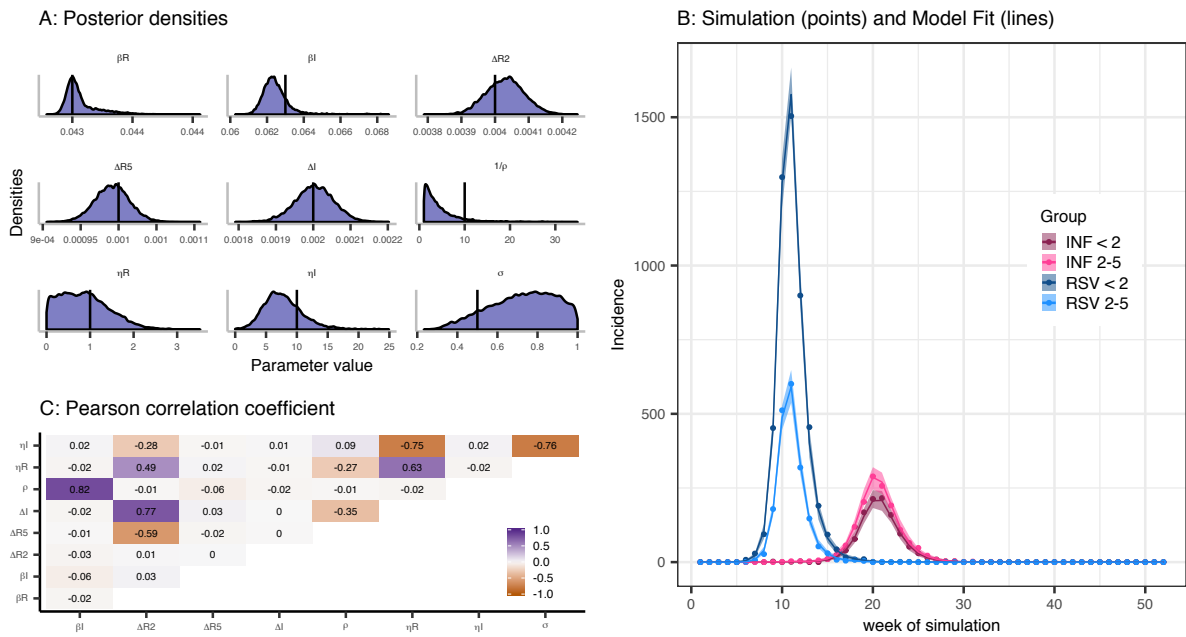 A: Posterior densities
βR
βI
ΔR2
0.043 0.044 0.044
0.06 0.062 0.064 0.066 0.068
0.0038 0.0039 0.004 0.0041 0.0042
ΔR5
ΔI
1/ρ
9e-04 0.00095 0.001 0.001 0.0011
0.0018 0.0019 0.002 0.0021 0.0022
0 10 20 30
ηR
ηI
σ
0 1 2 3
0 5 10 15 20 25
0.2 0.4 0.6 0.8 1
Densities
Parameter value
B: Simulation (points) and Model Fit (lines)
1500
1000
500
0
Incidence
0 10 20 30 40 50
week of simulation
Group
INF < 2
INF 2-5
RSV < 2
RSV 2-5
C: Pearson correlation coefficient
ηI 0.02 -0.28 -0.01 0.01 0.09 -0.75 0.02 -0.76
ηR -0.02 0.49 0.02 -0.01 -0.27 0.63 -0.02
ρ 0.82 -0.01 -0.06 -0.02 -0.01 -0.02
ΔI -0.02 0.77 0.03 0 -0.35
ΔR5 -0.01 -0.59 -0.02 0
ΔR2 -0.03 0.01 0
βI -0.06 0.03
βR -0.02
βI ΔR2 ΔR5 ΔI ρ ηR ηI σ
1.0
0.5
0.0
-0.5
-1.0